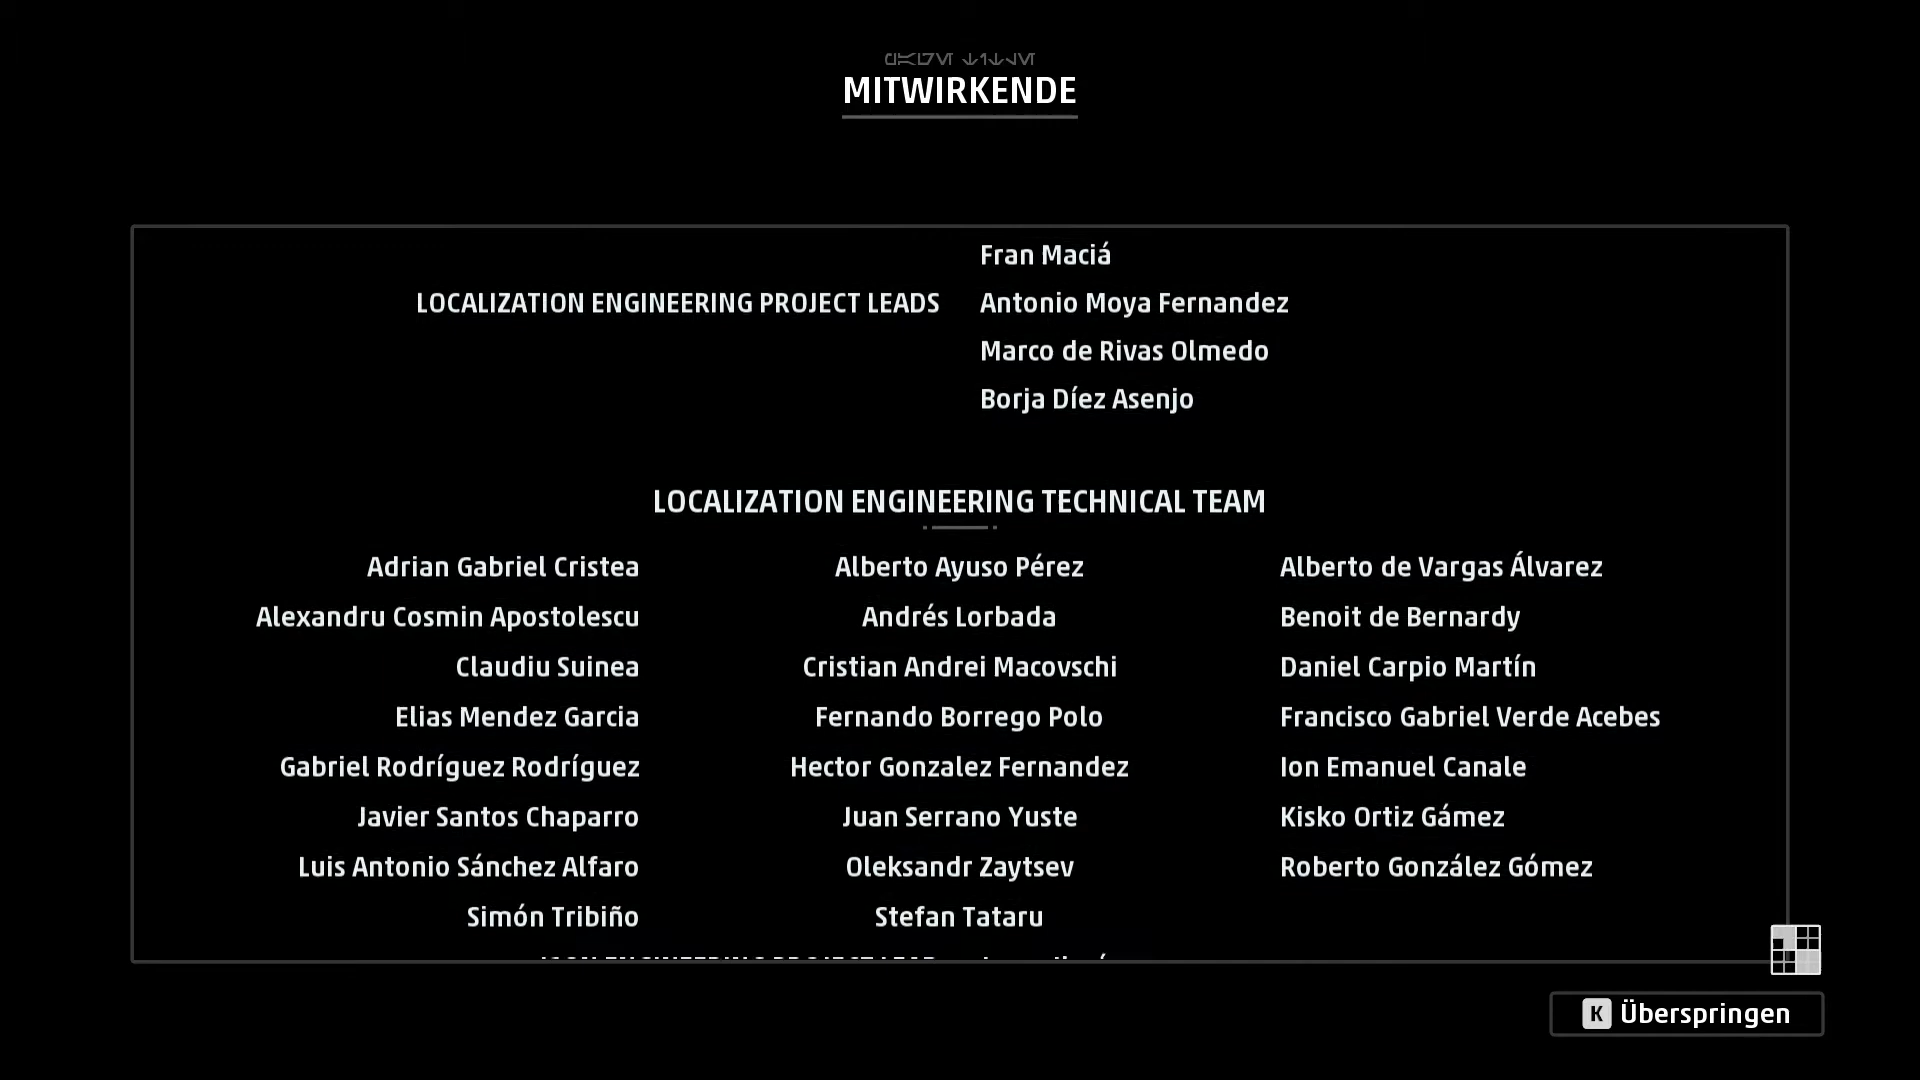 MITWIRKENDE
Fran Maciá
LOCALIZATION ENGINEERING PROJECT LEADS Antonio Moya Fernandez
Marco de Rivas Olmedo
Borja Díez Asenjo
LOCALIZATION ENGINEERING TECHNICAL TEAM
Adrian Gabriel Cristea Alberto Ayuso Pérez Alberto de Vargas Álvarez
Alexandru Cosmin Apostolescu Andrés Lorbada Benoit de Bernardy
Claudiu Suinea Cristian Andrei Macovschi Daniel Carpio Martín
Elias Mendez Garcia Fernando Borrego Polo Francisco Gabriel Verde Acebes
Gabriel Rodríguez Rodríguez Hector Gonzalez Fernandez Ion Emanuel Canale
Javier Santos Chaparro Juan Serrano Yuste Kisko Ortiz Gámez
Luis Antonio Sánchez Alfaro Oleksandr Zaytsev Roberto González Gómez
Simón Tribiño Stefan Tataru
ENGINEERING PROJECT LEAD
K Überspringen